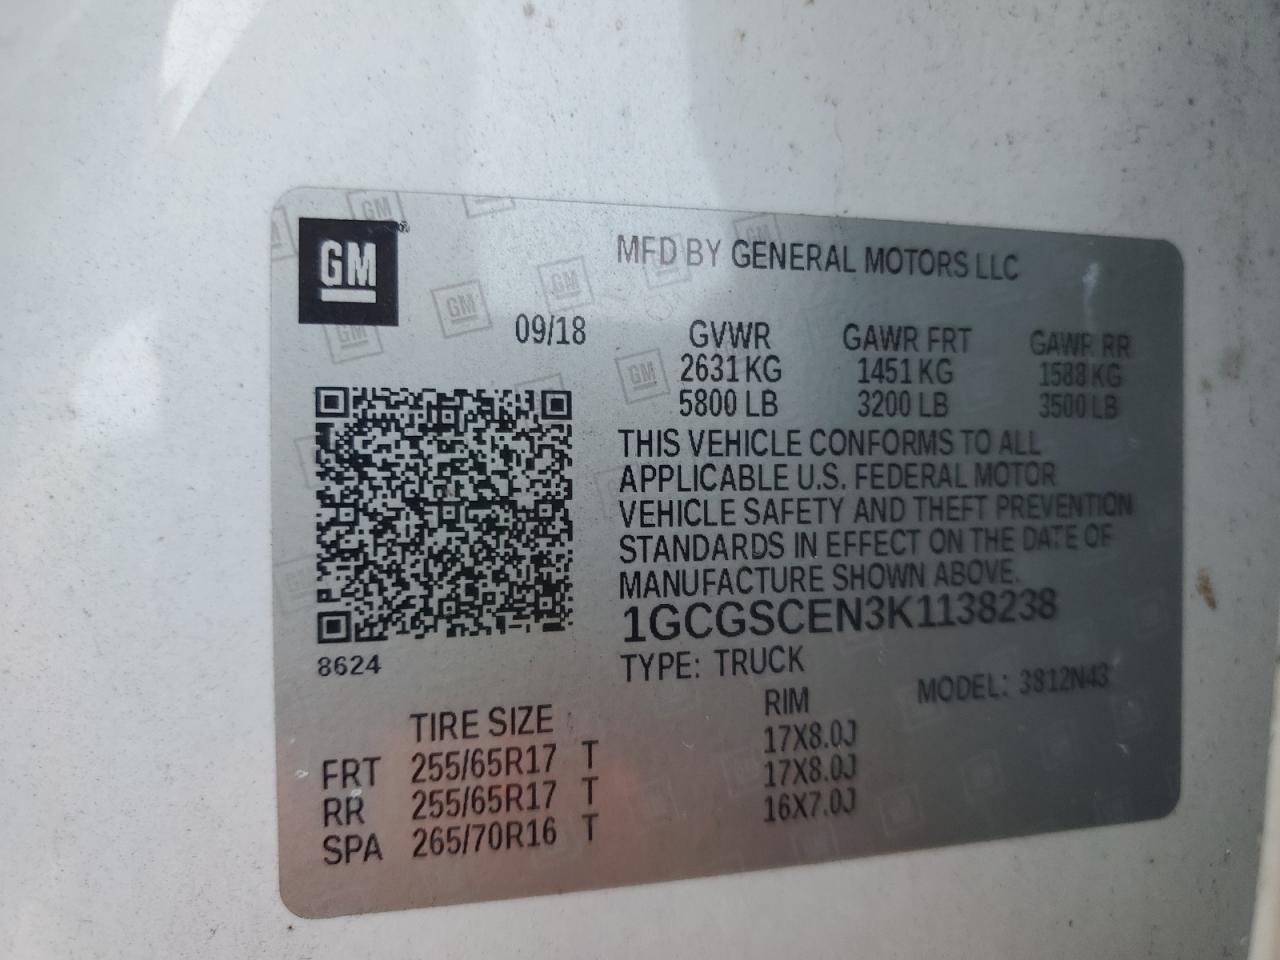 GM
MFD BY GENERAL MOTORS LLC
09/18
GVWR GAWR FRT GAWR RR
2631 KG 1451 KG 1588 KG
5800 LB 3200 LB 3500 LB
THIS VEHICLE CONFORMS TO ALL
APPLICABLE U.S. FEDERAL MOTOR
VEHICLE SAFETY AND THEFT PREVENTION
STANDARDS IN EFFECT ON THE DATE OF
MANUFACTURE SHOWN ABOVE.
1GCGSCEN3K1138238
8624
TYPE: TRUCK MODEL: 3812N43
TIRE SIZE RIM
FRT 255/65R17 T 17X8.0J
RR 255/65R17 T 17X8.0J
SPA 265/70R16 T 16X7.0J